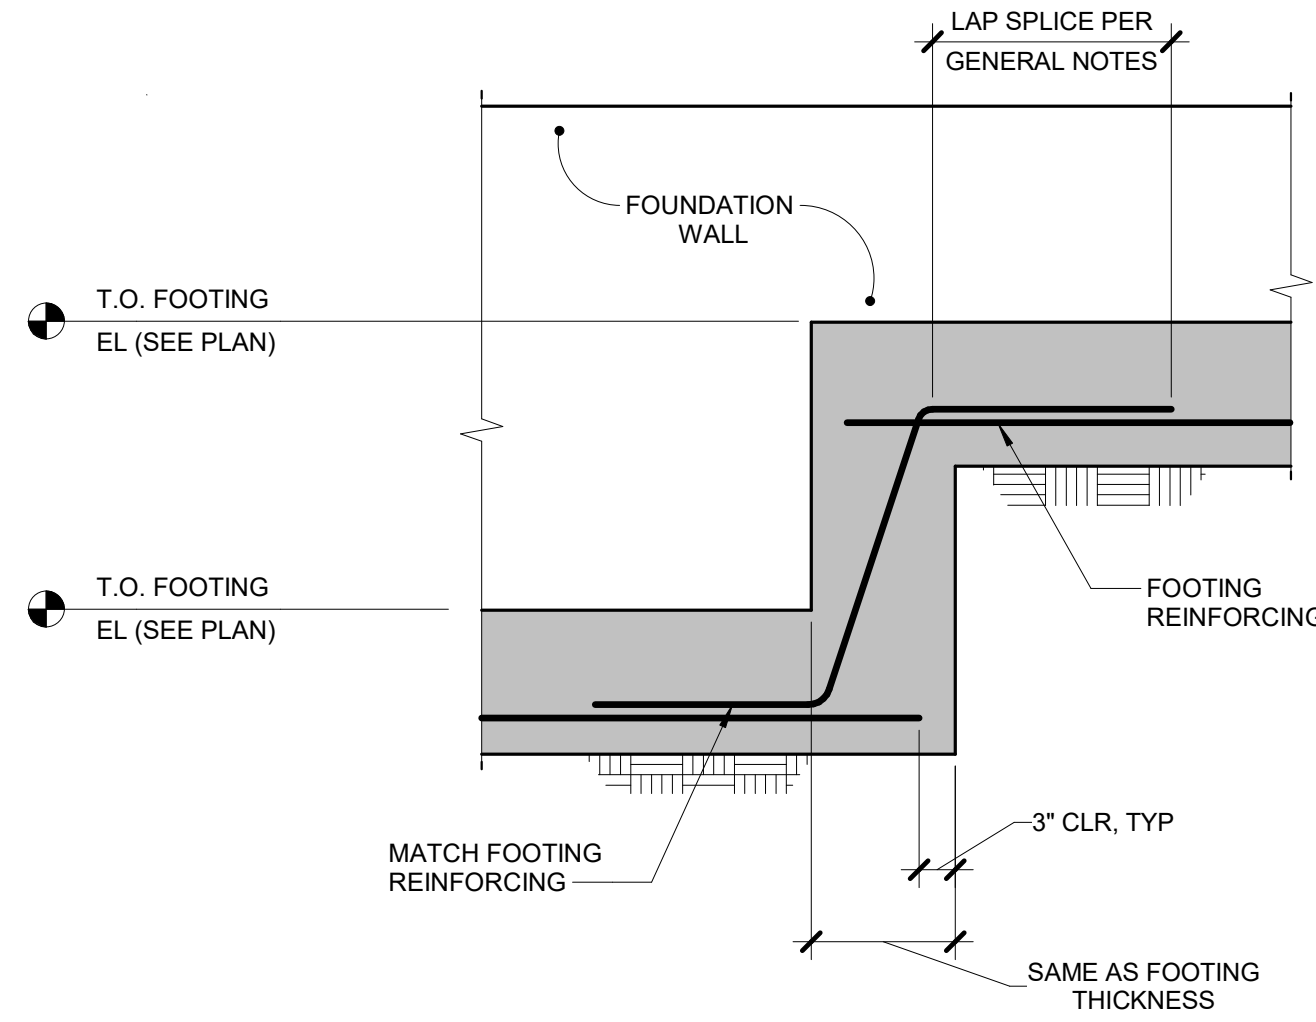 LAP SPLICE PER
GENERAL NOTES
FOUNDATION
WALL
T.O. FOOTING
EL (SEE PLAN)
T.O. FOOTING
EL (SEE PLAN)
FOOTING
REINFORCING
MATCH FOOTING
REINFORCING
3" CLR, TYP
SAME AS FOOTING
THICKNESS